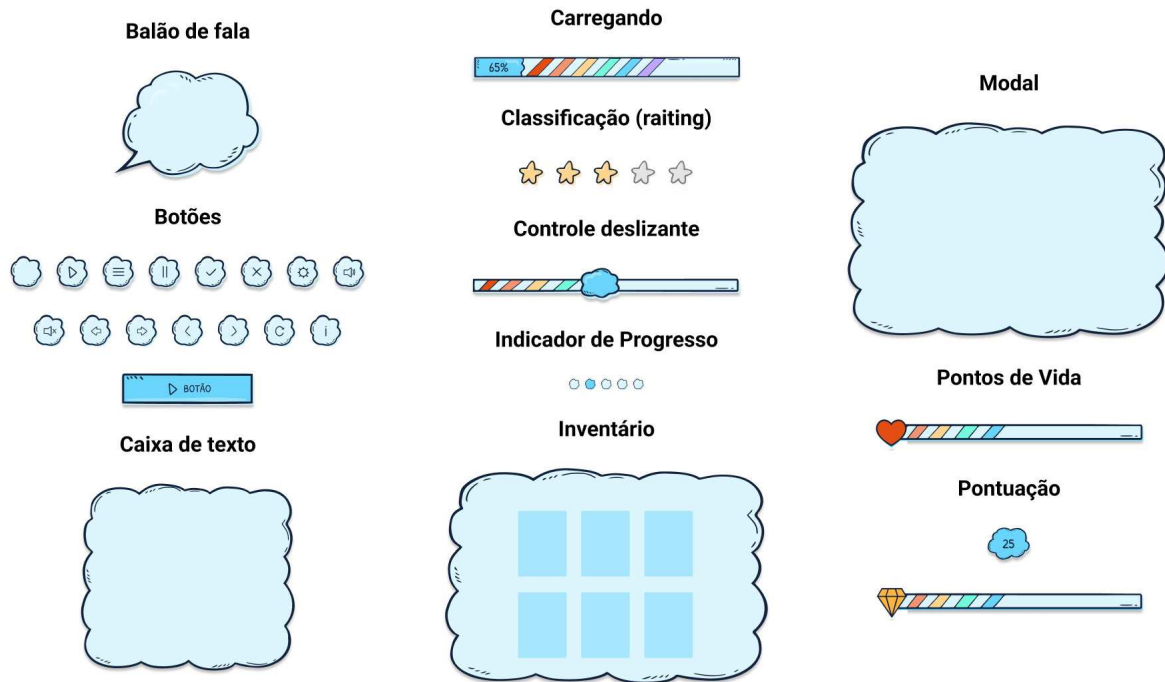 Balão de fala
Botões
BOTÃO
Caixa de texto
Carregando
65%
Classificação (raiting)
Controle deslizante
Indicador de Progresso
Inventário
Modal
Pontos de Vida
Pontuação
25